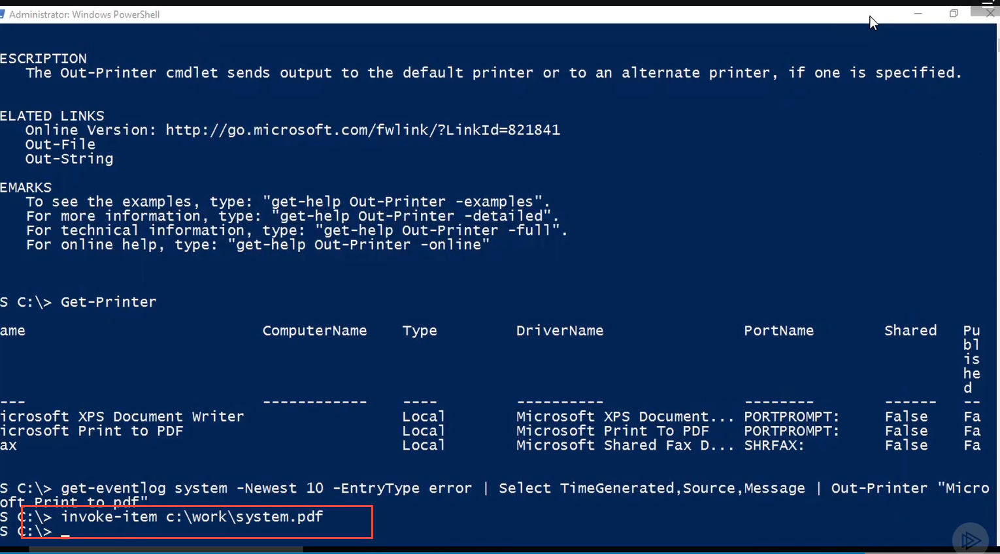 Administrator: Windows PowerShell
ESCRIPTION
The Out-Printer cmdlet sends output to the default printer or to an alternate printer, if one is specified.
ELATED LINKS
Online Version: http://go.microsoft.com/fwlink/?LinkId=821841
Out-File
Out-String
EMARKS
To see the examples, type: "get-help Out-Printer -examples".
For more information, type: "get-help Out-Printer -detailed".
For technical information, type: "get-help Out-Printer -full".
For online help, type: "get-help Out-Printer -online"
S C:\> Get-Printer
ame ComputerName Type DriverName PortName Shared Pu
bl
is
he
d
--- ------------ ---- ---------- -------- ------ --
icrosoft XPS Document Writer Local Microsoft XPS Document... PORTPROMPT: False Fa
icrosoft Print to PDF Local Microsoft Print To PDF PORTPROMPT: False Fa
ax Local Microsoft Shared Fax D... SHRFAX: False Fa
S C:\> get-eventlog system -Newest 10 -EntryType error | Select TimeGenerated,Source,Message | Out-Printer "Micro
oft Print to pdf"
S C:\> invoke-item c:\work\system.pdf
S C:\> _